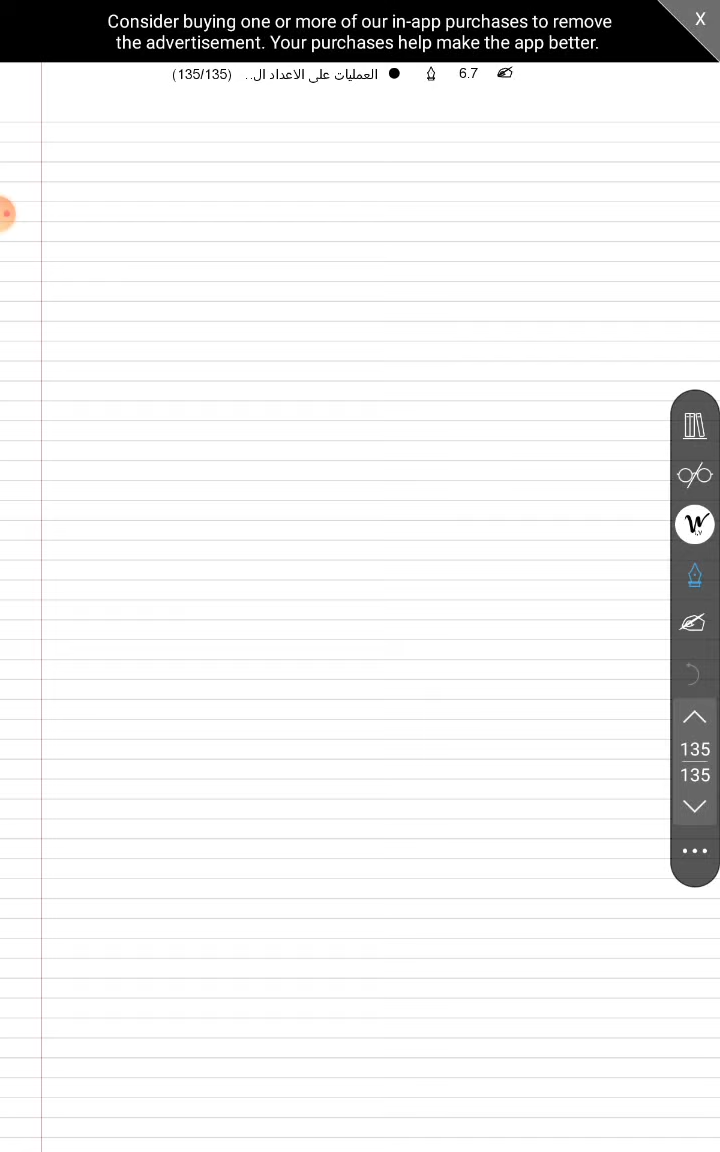 Consider buying one or more of our in-app purchases to remove
the advertisement. Your purchases help make the app better.
X
العمليات على الاعداد ال.. (135/135)
6.7
W
135
135